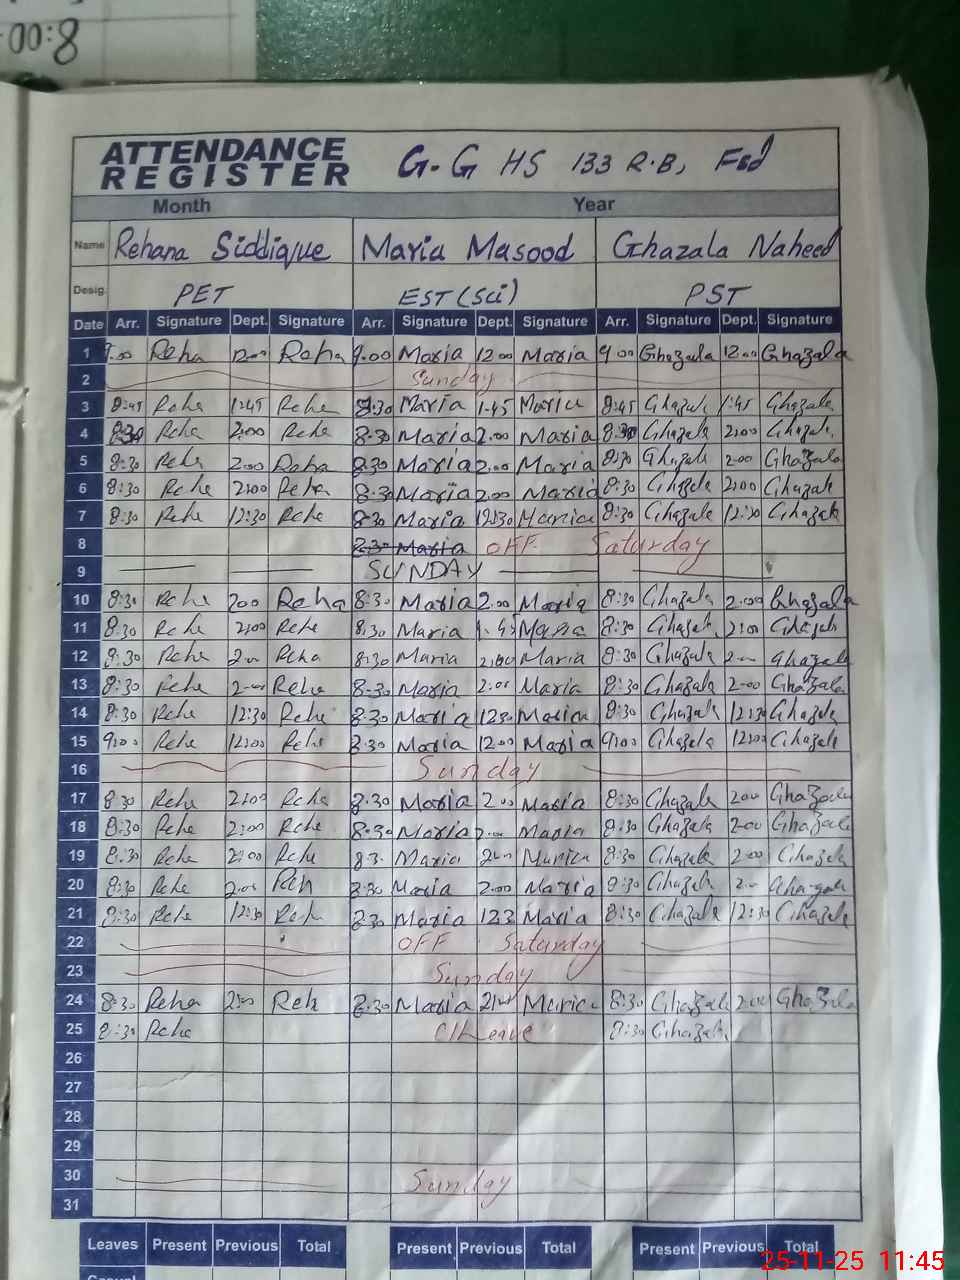 8:00
ATTENDANCE REGISTER G.G HS 133 R.B, Fsd
Month Year
Name Rehana Siddique Maria Masood Ghazala Naheed
Desig. PET EST (Sci) PST
Date Arr. Signature Dept. Signature Arr. Signature Dept. Signature Arr. Signature Dept. Signature
1 9.00 Reha 12.00 Reha 9.00 Maria 12.00 Maria 9 00 Ghazala 12.00 Ghazala
2 Sunday
3 8:45 Reha 1:45 Reha 8:30 Maria 1.45 Maria 8:45 Ghazala 1:45 Ghazala
4 8:30 Reha 2:00 Reha 8.30 Maria 2.00 Maria 8:30 Ghazala 2:00 Ghazala
5 8:30 Reha 2:00 Reha 8.30 Maria 2.00 Maria 8:30 Ghazala 2:00 Ghazala
6 8:30 Reha 2:00 Reha 8.30 Maria 2.00 Maria 8:30 Ghazala 2:00 Ghazala
7 8:30 Reha 12:30 Reha 8.30 Maria 12:30 Maria 8:30 Ghazala 12:30 Ghazala
8 8.30 Maria OFF Saturday
9 SUNDAY
10 8:30 Reha 2:00 Reha 8.30 Maria 2.00 Maria 8:30 Ghazala 2:00 Ghazala
11 8:30 Reha 2:00 Reha 8.30 Maria 1.45 Maria 8:30 Ghazala 2:00 Ghazala
12 8:30 Reha 2:00 Reha 8:30 Maria 2:00 Maria 8:30 Ghazala 2:00 Ghazala
13 8:30 Reha 2:00 Reha 8.30 Maria 2.00 Maria 8:30 Ghazala 2:00 Ghazala
14 8:30 Reha 12:30 Reha 8.30 Maria 12.30 Maria 8:30 Ghazala 12:30 Ghazala
15 9:00 Reha 12:00 Reha 8.30 Maria 12.00 Maria 9:00 Ghazala 12:00 Ghazala
16 Sunday
17 8:30 Reha 2:00 Reha 8.30 Maria 2.00 Maria 8:30 Ghazala 2:00 Ghazala
18 8:30 Reha 2:00 Reha 8.30 Maria 2.00 Maria 8:30 Ghazala 2:00 Ghazala
19 8:30 Reha 2:00 Reha 8.3 Maria 2.00 Maria 8:30 Ghazala 2:00 Ghazala
20 8:30 Reha 2:00 Reh 8.30 Maria 2.00 Maria 8:30 Ghazala 2:00 Ghazala
21 8:30 Reha 12:30 Reha 8.30 Maria 12.3 Maria 8:30 Ghazala 12:30 Ghazala
22 OFF Saturday
23 Sunday
24 8:30 Reha 2:00 Reh 8.30 Maria 2:00 Maria 8:30 Ghazala 2:00 Ghazala
25 8:30 Reha C/Leave 8:30 Ghazala
26
27
28
29
30 Sunday
31
Leaves Present Previous Total Present Previous Total Present Previous Total
25-11-25 11:45